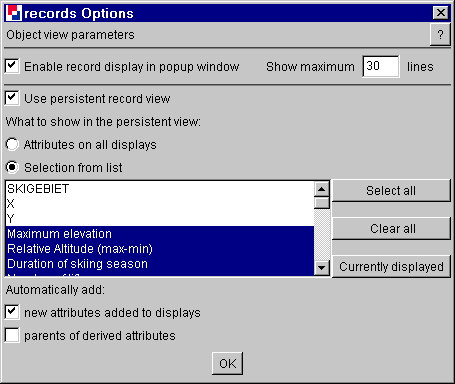 records Options
Object view parameters ?
Enable record display in popup window Show maximum 30 lines
Use persistent record view
What to show in the persistent view:
Attributes on all displays
Selection from list
SKIGEBIET
X
Y
Maximum elevation
Relative Altitude (max-min)
Duration of skiing season
Select all
Clear all
Currently displayed
Automatically add:
new attributes added to displays
parents of derived attributes
OK